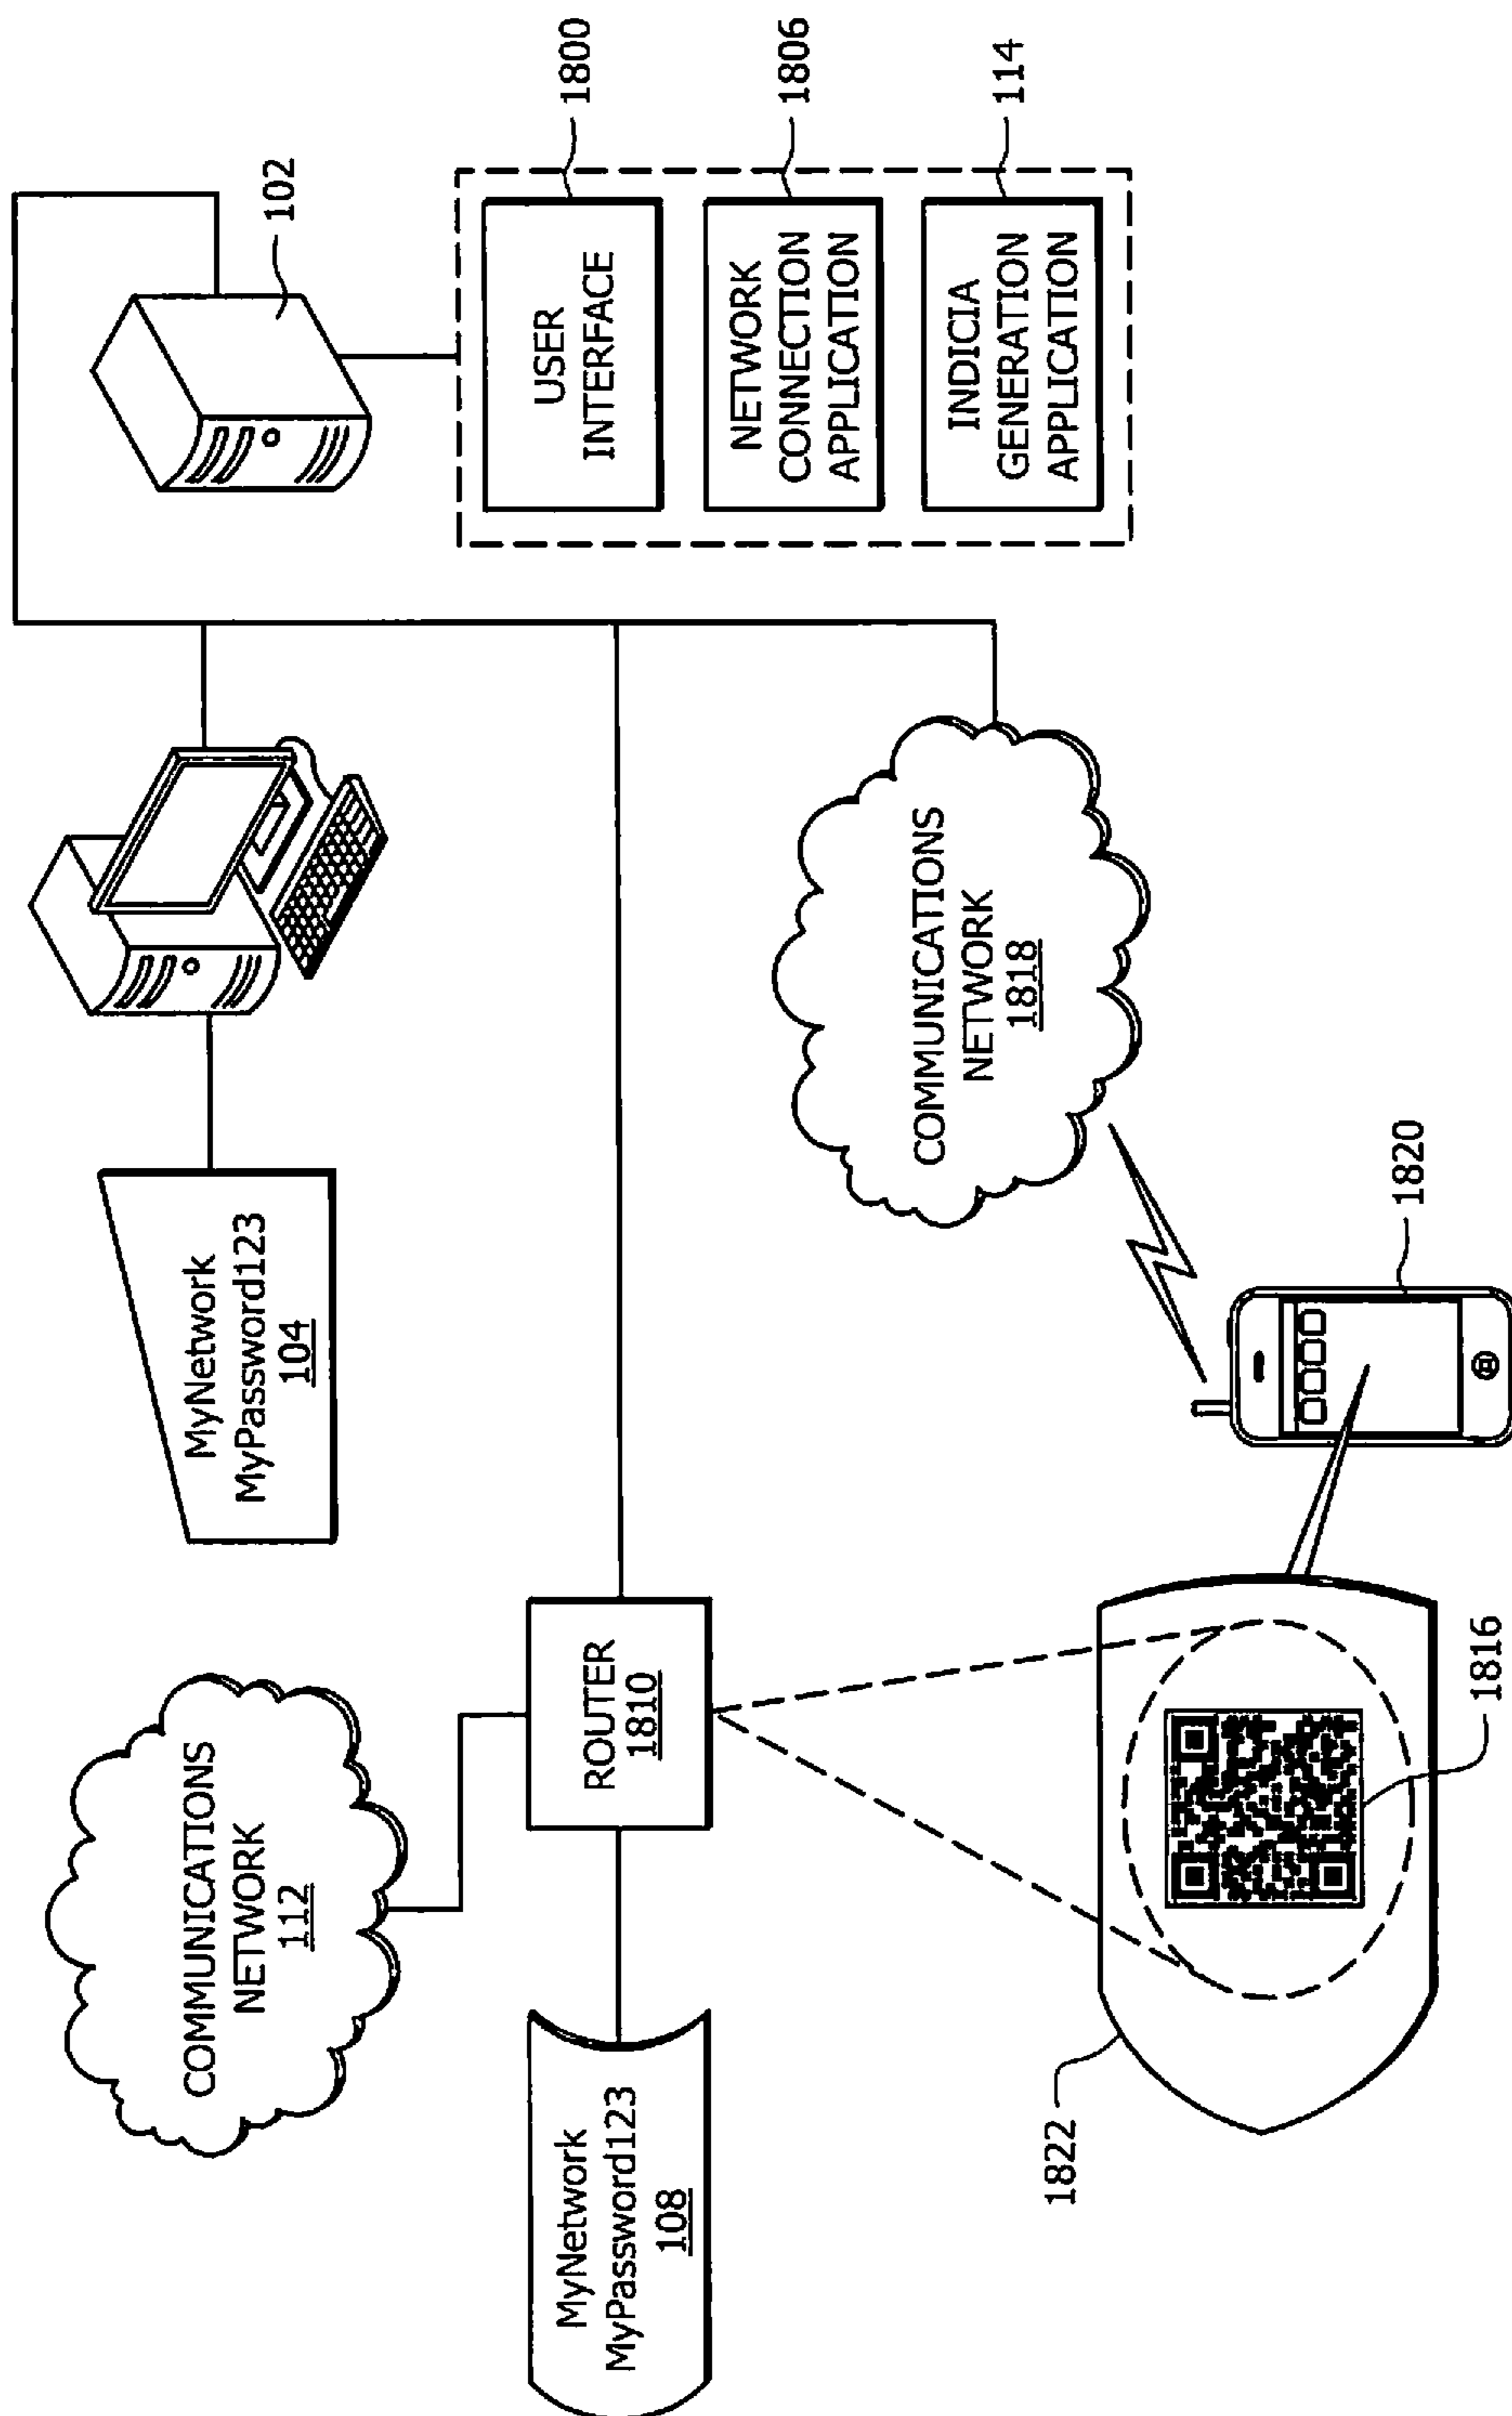 102
1800
USER
INTERFACE
1806
NETWORK
CONNECTION
APPLICATION
114
INDICIA
GENERATION
APPLICATION
MyNetwork
MyPassword123
104
COMMUNICATIONS
NETWORK
1818
1820
COMMUNICATIONS
NETWORK
112
ROUTER
1810
MyNetwork
MyPassword123
108
1822
1816